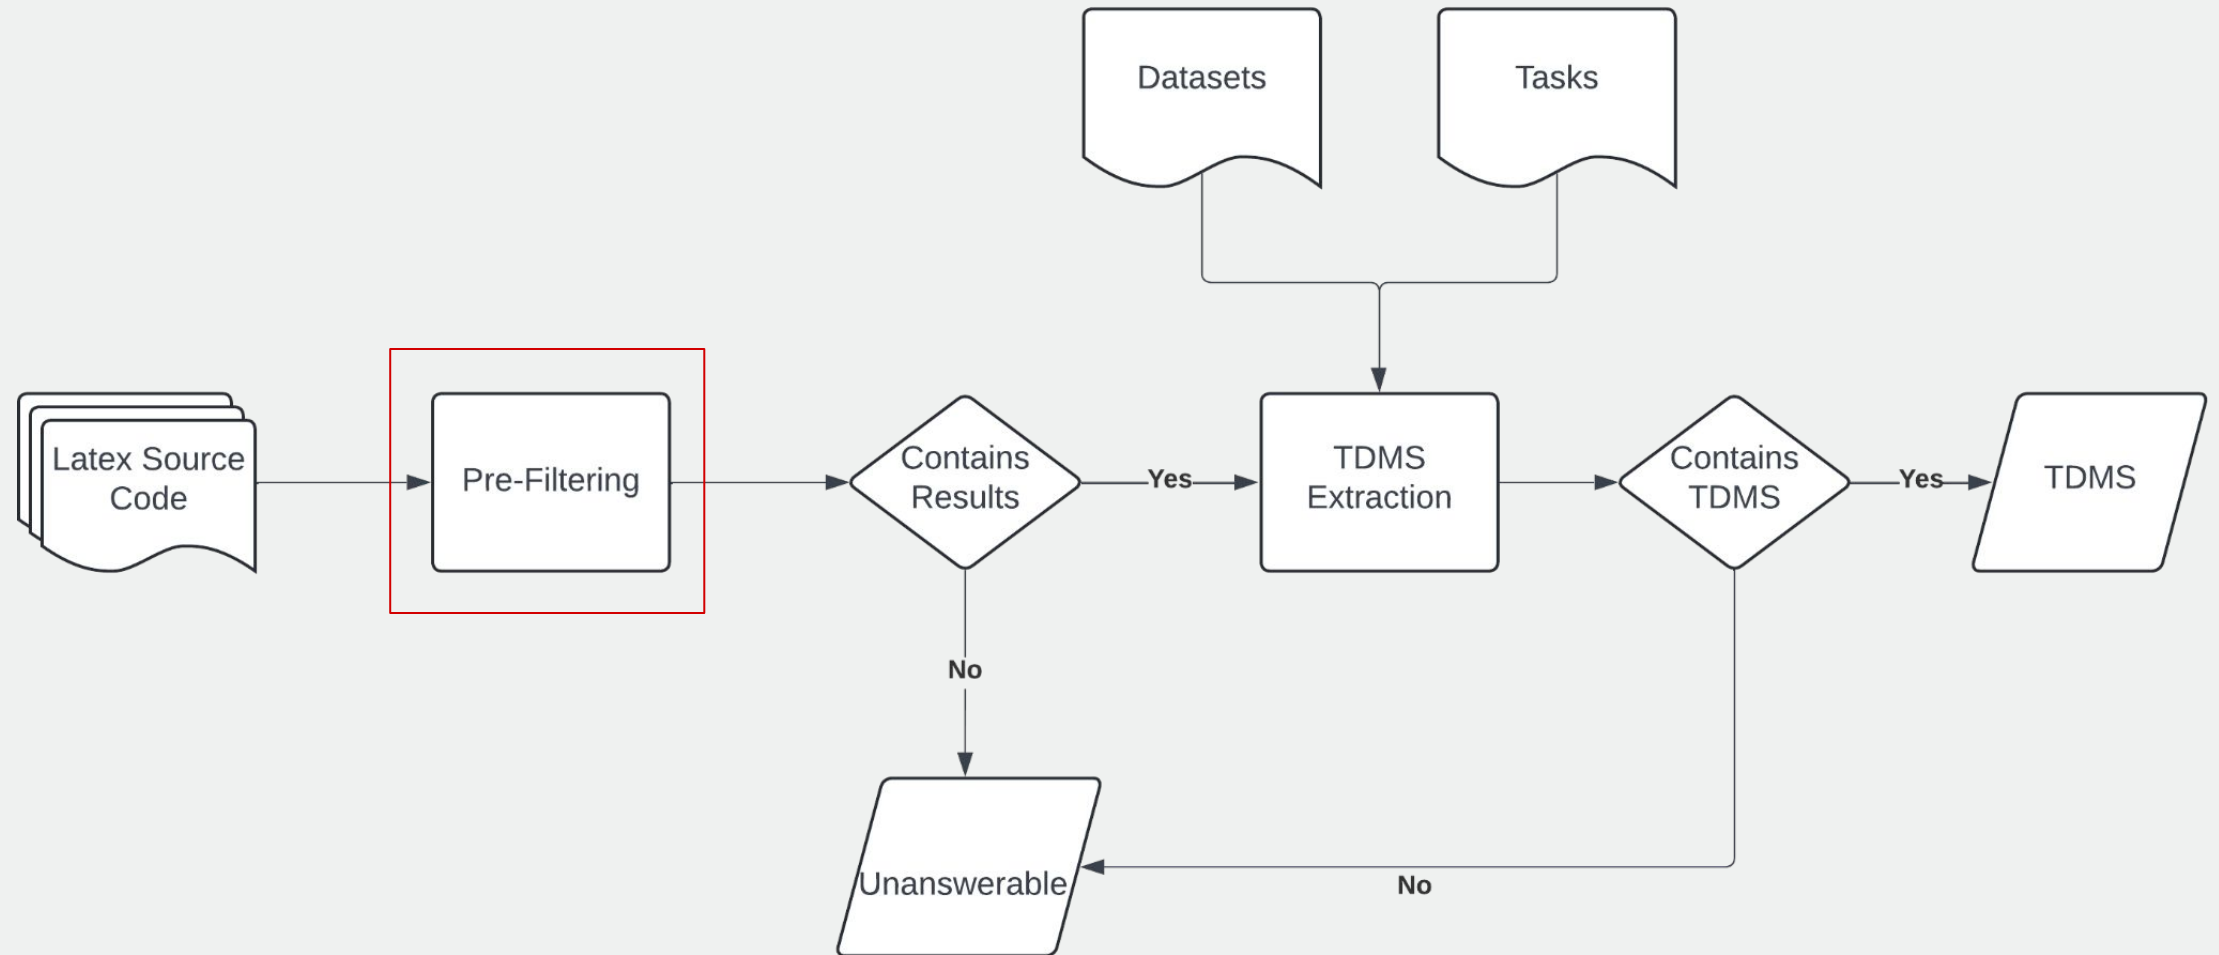 Datasets
Tasks
Latex Source
Code
Pre-Filtering
Contains
Results
Yes
TDMS
Extraction
Contains
TDMS
Yes
TDMS
No
Unanswerable
No